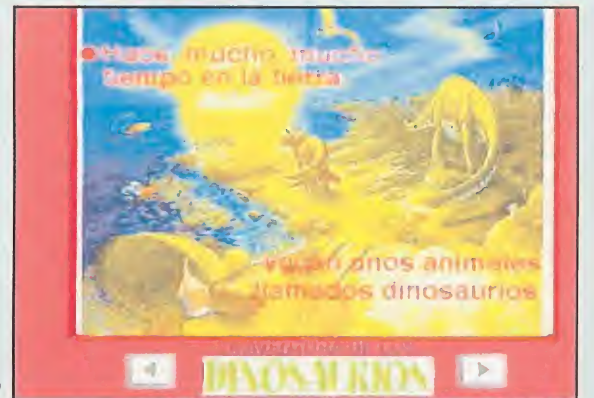 Hace mucho, mucho
tiempo en la tierra
vivían unos animales
llamados dinosaurios
DINOSAURIOS